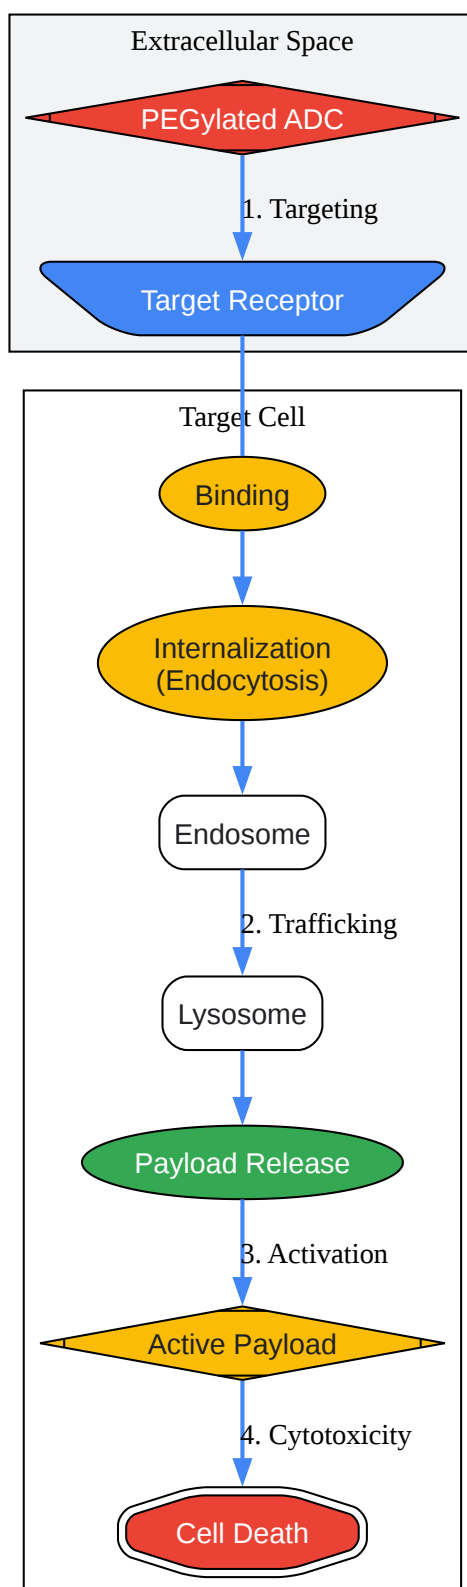 Extracellular Space
PEGylated ADC
1. Targeting
Target Receptor
Target Cell
Binding
Internalization
(Endocytosis)
Endosome
2. Trafficking
Lysosome
Payload Release
3. Activation
Active Payload
4. Cytotoxicity
Cell Death